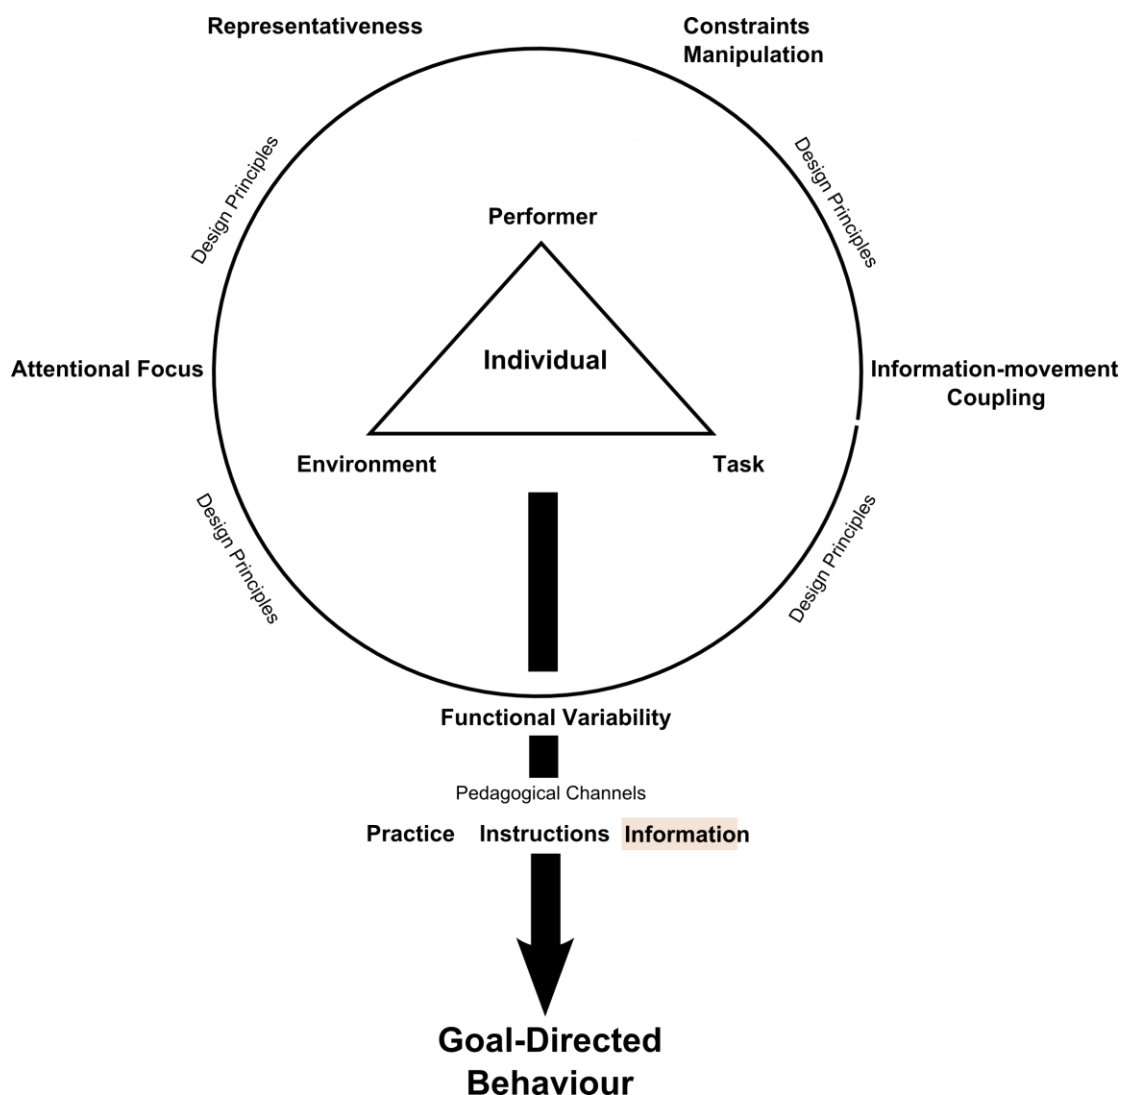 Representativeness
Constraints
Manipulation
Design Principles
Design Principles
Performer
Individual
Attentional Focus
Information-movement
Coupling
Environment
Task
Design Principles
Design Principles
Functional Variability
Pedagogical Channels
Practice Instructions Information
Goal-Directed
Behaviour